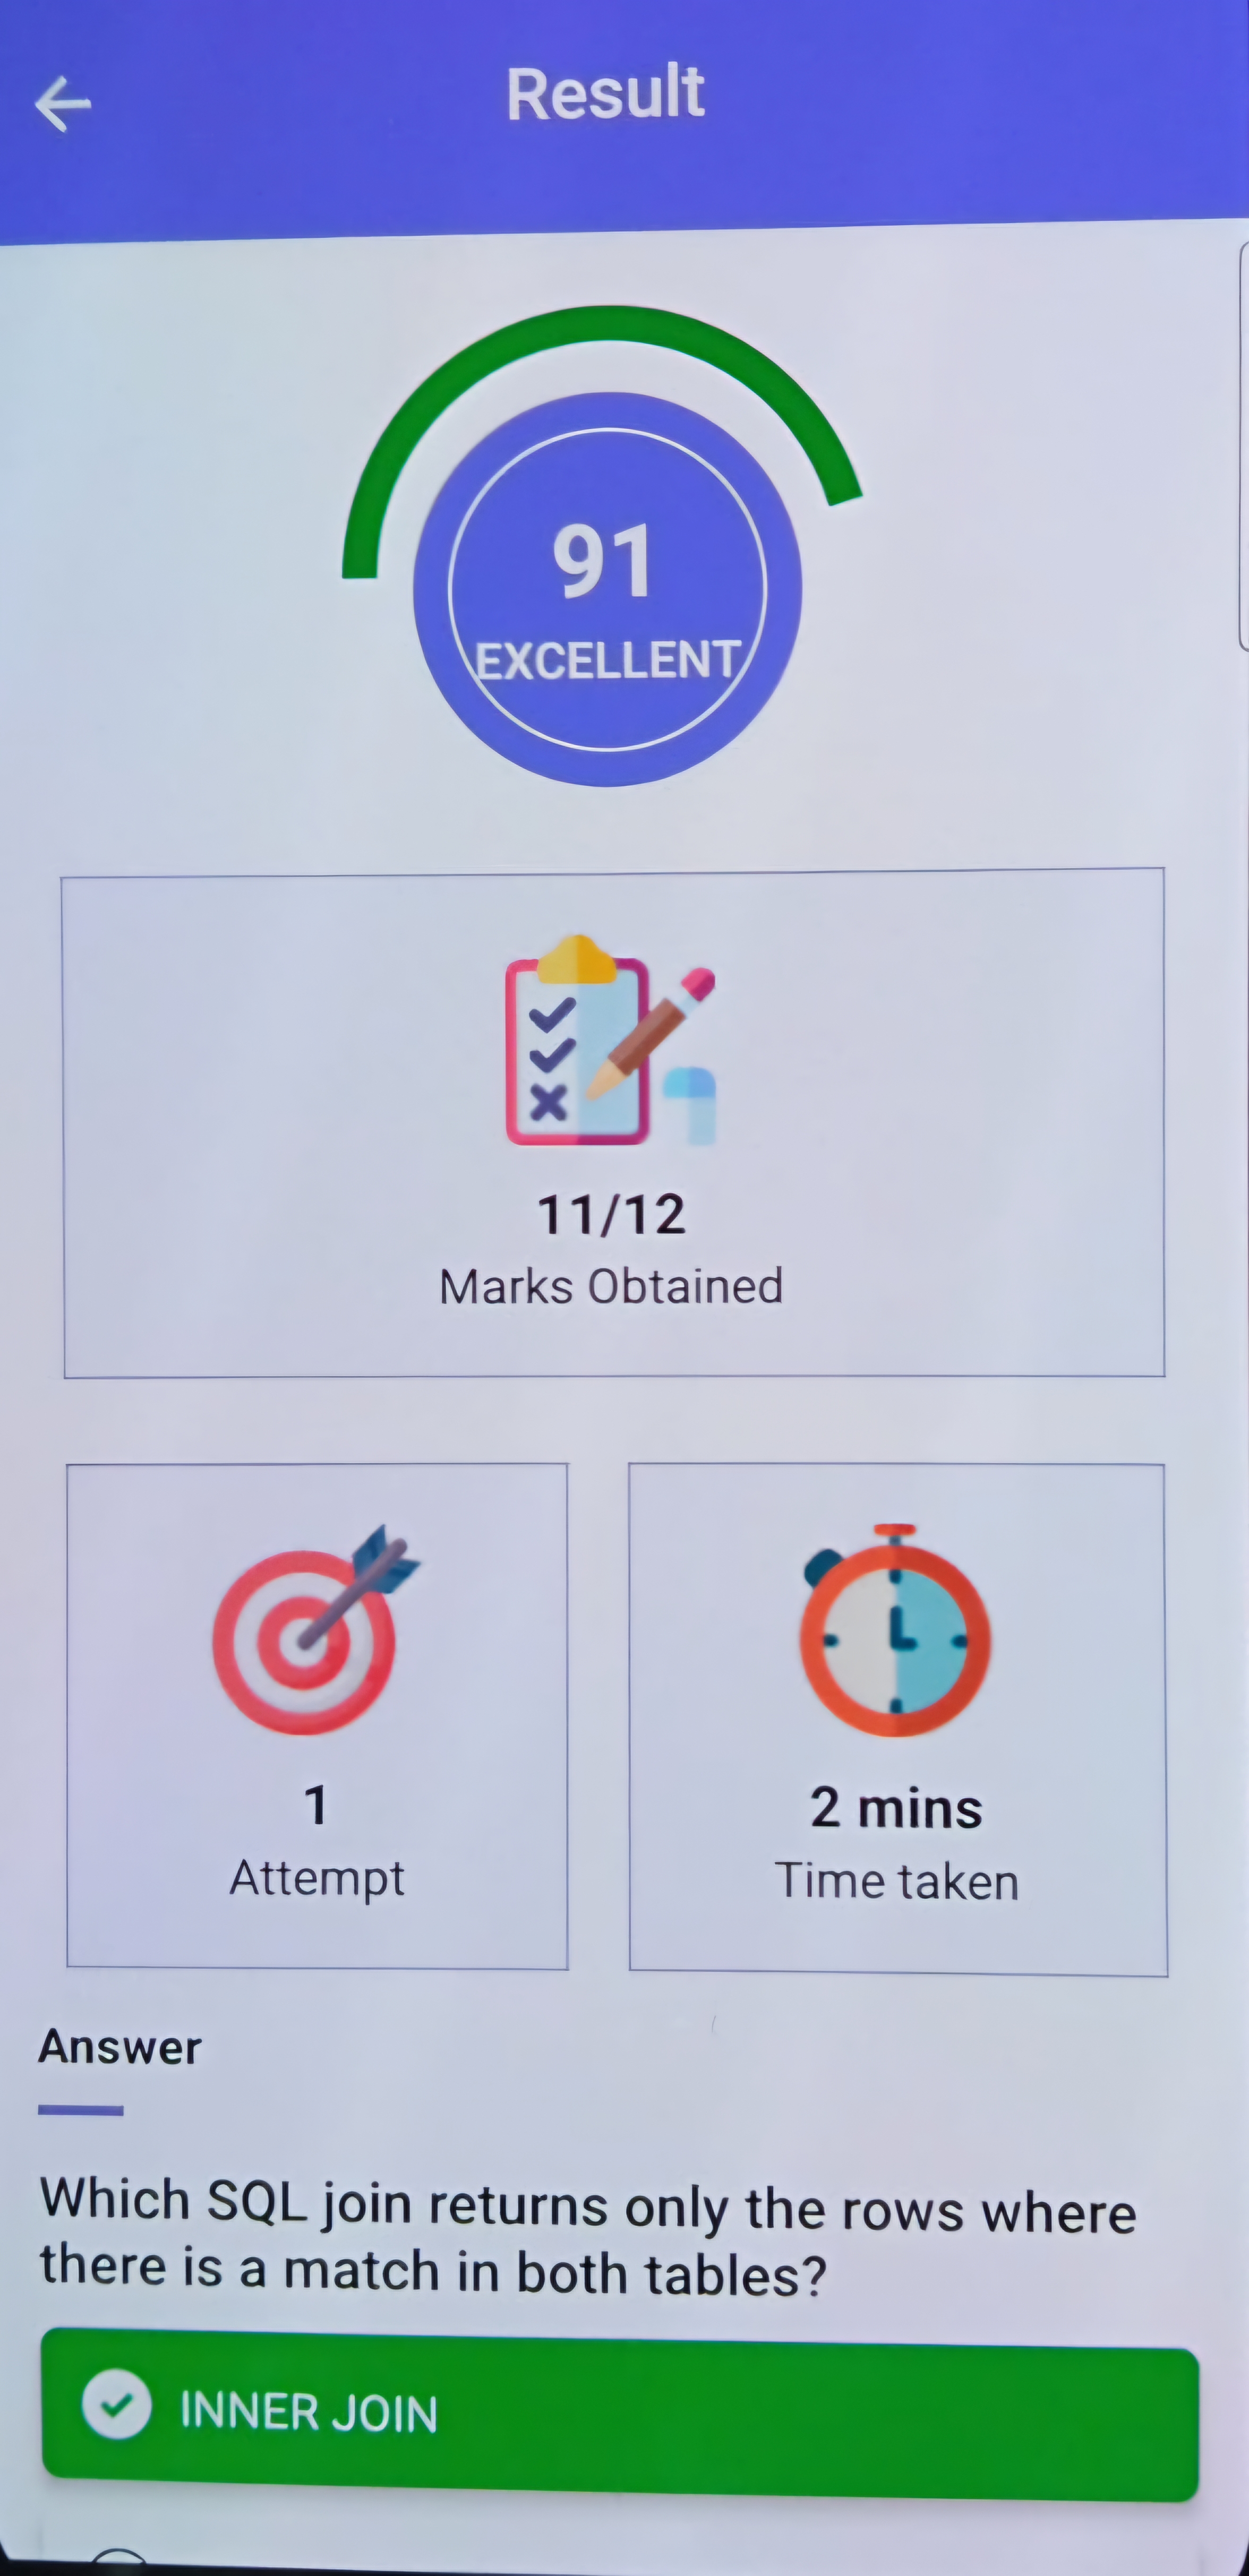 Result
91
EXCELLENT
11/12
Marks Obtained
1
Attempt
2 mins
Time taken
Answer
Which SQL join returns only the rows where
there is a match in both tables?
INNER JOIN